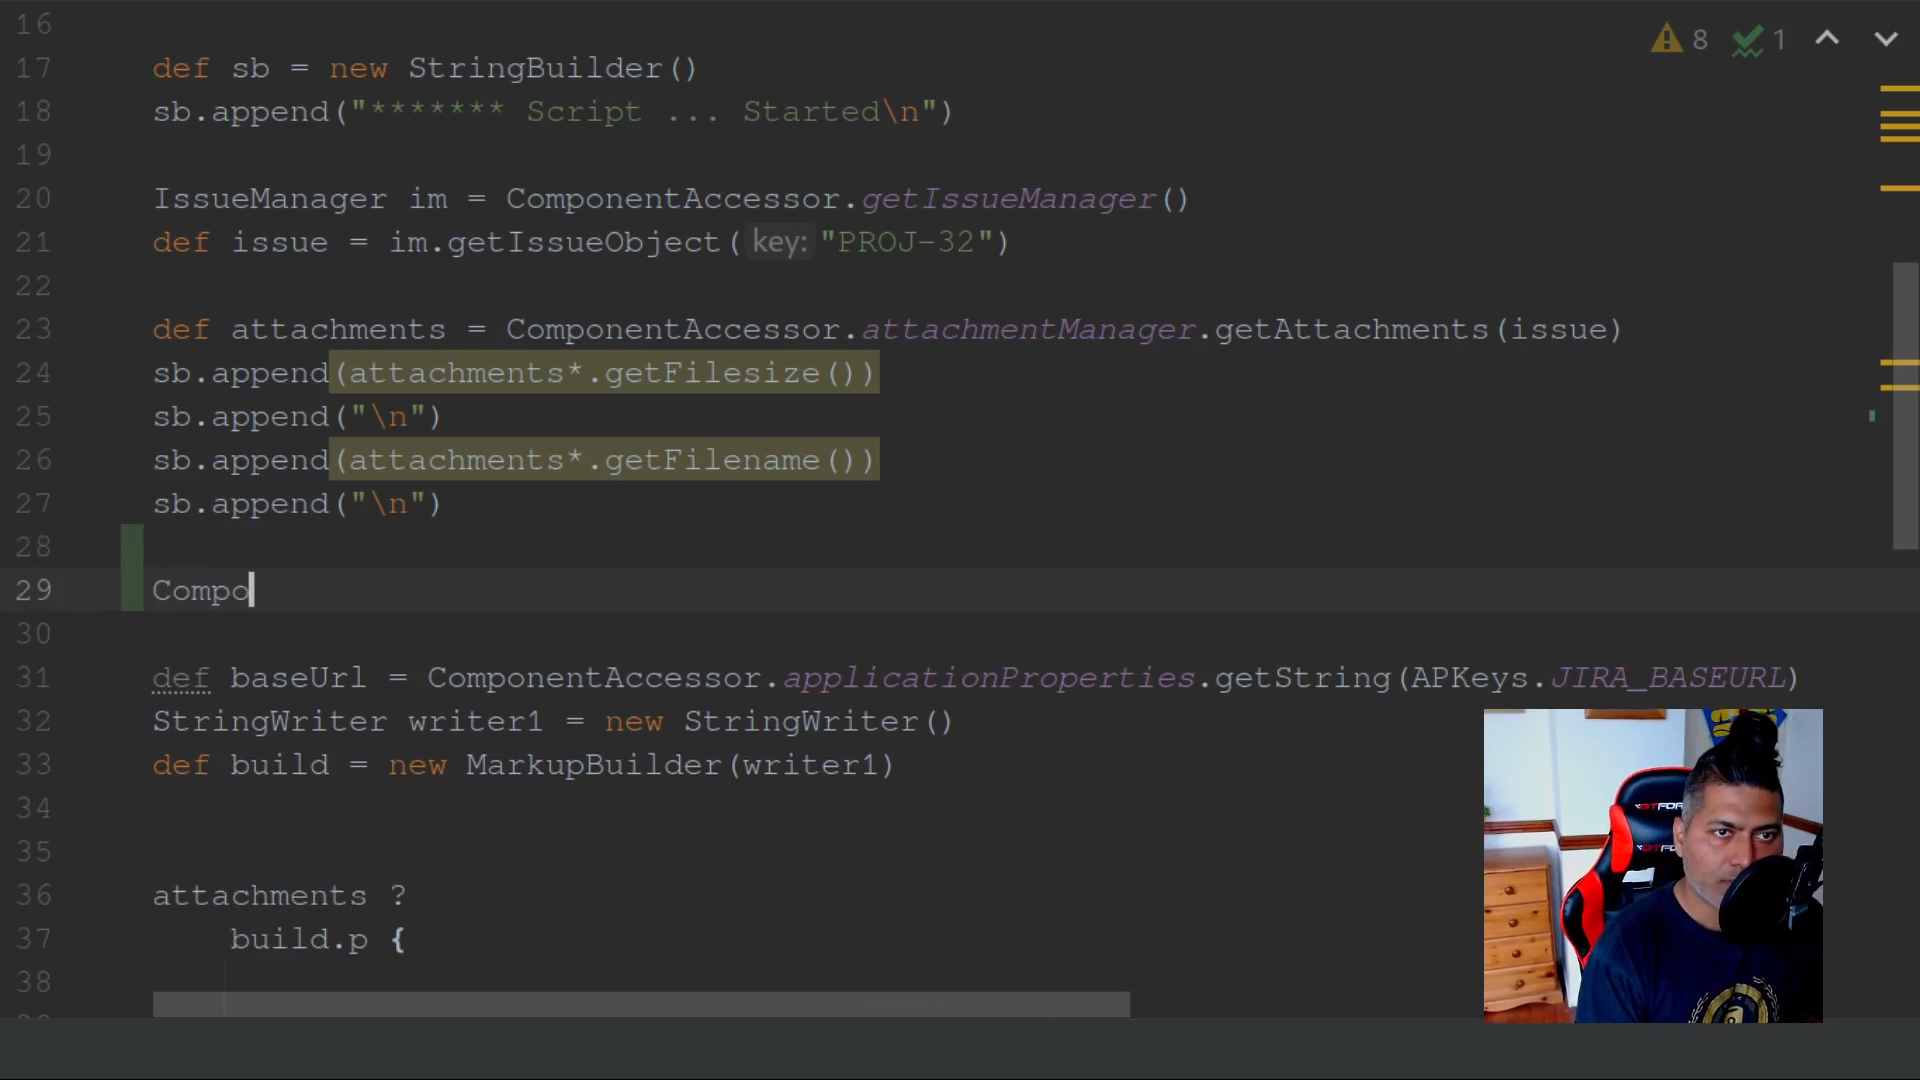 16
17 def sb = new StringBuilder()
18 sb.append("******* Script ... Started\n")
19
20 IssueManager im = ComponentAccessor.getIssueManager()
21 def issue = im.getIssueObject( key: "PROJ-32")
22
23 def attachments = ComponentAccessor.attachmentManager.getAttachments(issue)
24 sb.append(attachments*.getFilesize())
25 sb.append("\n")
26 sb.append(attachments*.getFilename())
27 sb.append("\n")
28
29 Compo
30
31 def baseUrl = ComponentAccessor.applicationProperties.getString(APKeys.JIRA_BASEURL)
32 StringWriter writer1 = new StringWriter()
33 def build = new MarkupBuilder(writer1)
34
35
36 attachments ?
37 build.p {
38
8 1